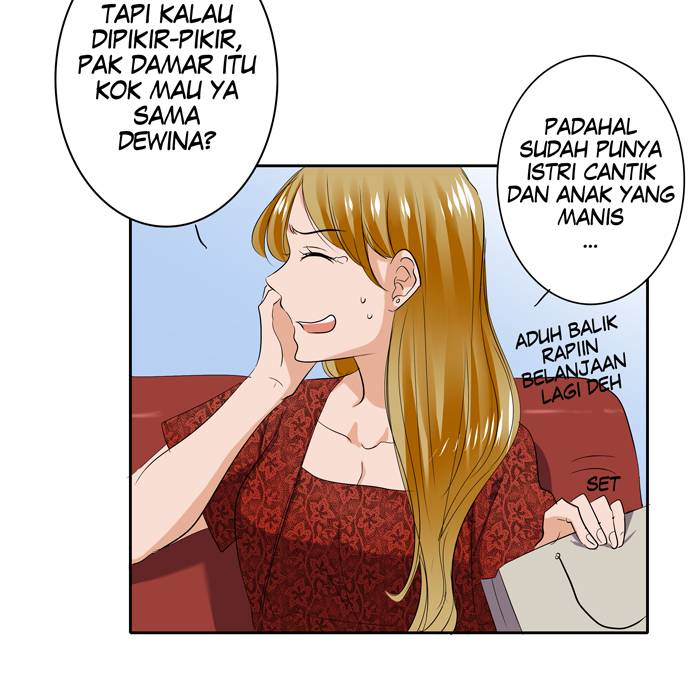 TAPI KALAU
DIPIKIR-PIKIR,
PAK DAMAR ITU
KOK MAU YA
SAMA
DEWINA?
PADAHAL
SUDAH PUNYA
ISTRI CANTIK
DAN ANAK YANG
MANIS
...
ADUH BALIK
RAPIIN
BELANJAAN
LAGI DEH
SET